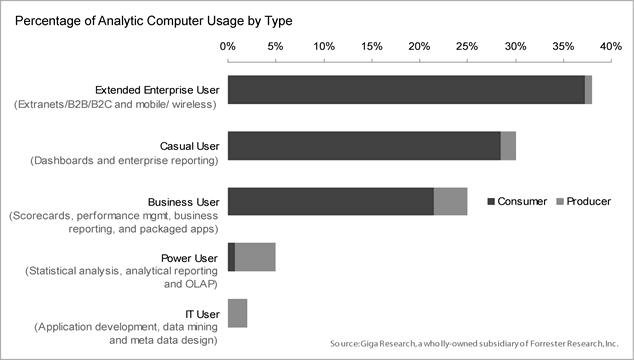 Percentage of Analytic Computer Usage by Type
0% 5% 10% 15% 20% 25% 30% 35% 40%
Extended Enterprise User
(Extranets/B2B/B2C and mobile/ wireless)
Casual User
(Dashboards and enterprise reporting)
Business User
(Scorecards, performance mgmt, business
reporting, and packaged apps)
Consumer Producer
Power User
(Statistical analysis, analytical reporting
and OLAP)
IT User
(Application development, data mining
and meta data design)
Source: Giga Research, a wholly-owned subsidiary of Forrester Research, Inc.